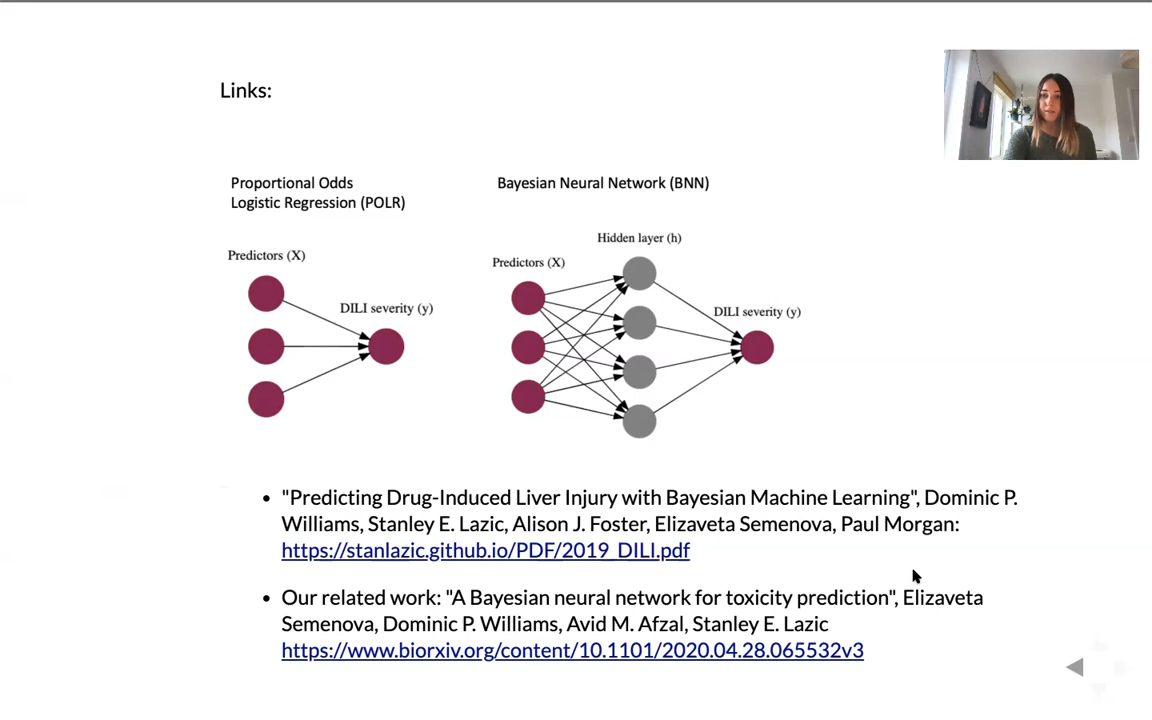 Links:
Proportional Odds
Logistic Regression (POLR)
Predictors (X)
DILI severity (y)
Bayesian Neural Network (BNN)
Hidden layer (h)
Predictors (X)
DILI severity (y)
• "Predicting Drug-Induced Liver Injury with Bayesian Machine Learning", Dominic P.
Williams, Stanley E. Lazic, Alison J. Foster, Elizaveta Semenova, Paul Morgan:
https://stanlazic.github.io/PDF/2019_DILI.pdf
• Our related work: "A Bayesian neural network for toxicity prediction", Elizaveta
Semenova, Dominic P. Williams, Avid M. Afzal, Stanley E. Lazic
https://www.biorxiv.org/content/10.1101/2020.04.28.065532v3